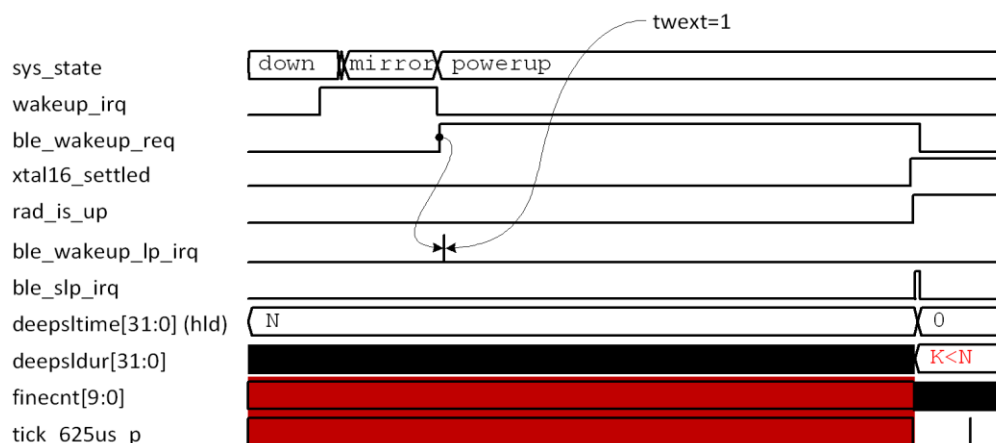 twext=1
sys_state down mirror powerup
wakeup_irq
ble_wakeup_req
xtal16_settled
rad_is_up
ble_wakeup_lp_irq
ble_slp_irq
deepsltime[31:0] (hld) N 0
deepsldur[31:0] K<N
finecnt[9:0]
tick_625us_p